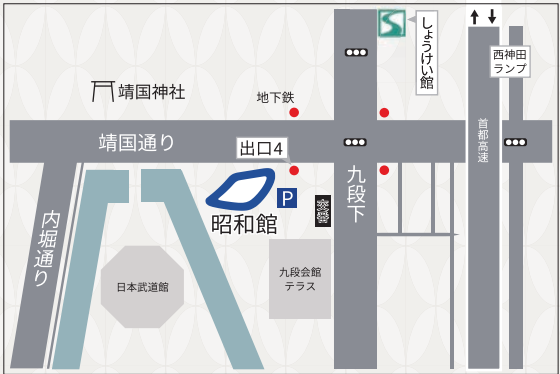 しょうけい館
西神田
ランプ
靖国神社
地下鉄
靖国通り
出口4
首都高速
九段下
P
昭和館
内堀通り
九段会館
テラス
日本武道館